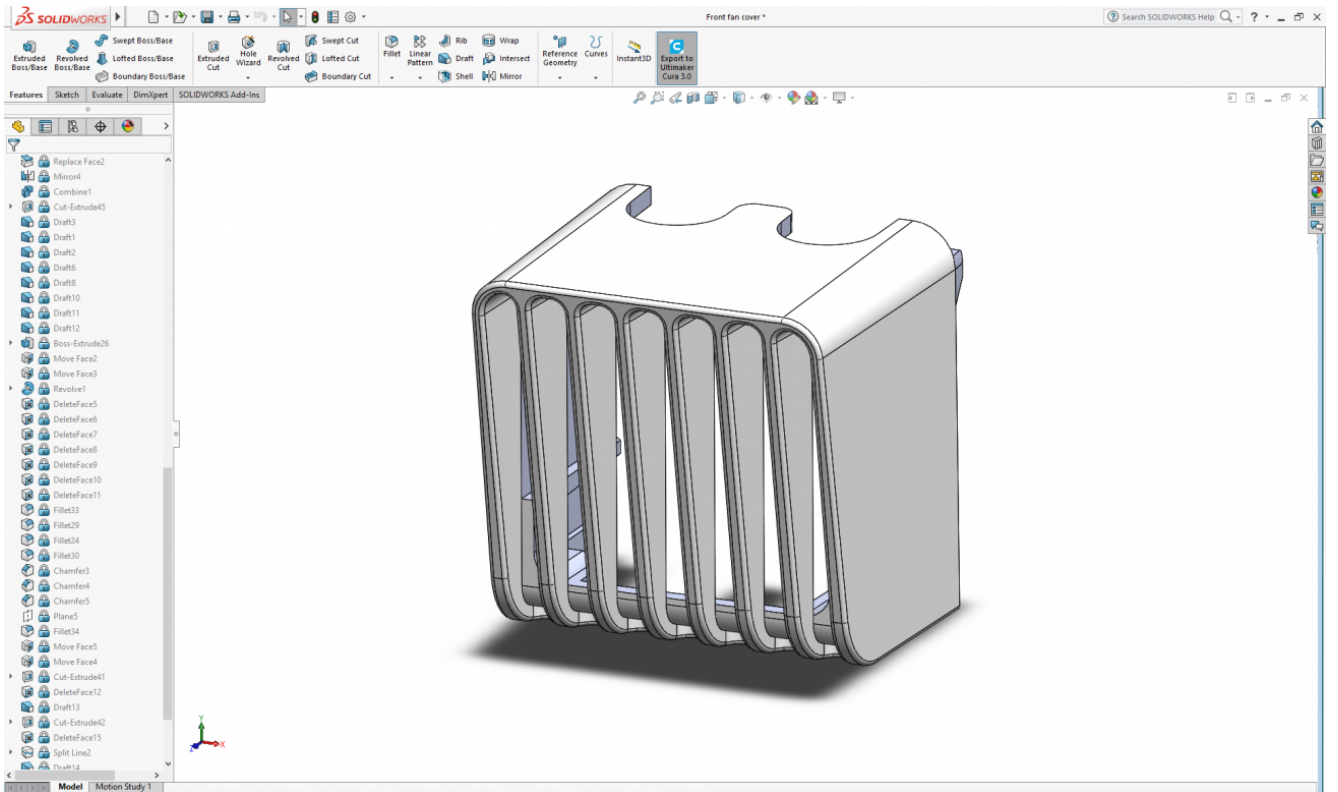 SOLIDWORKS
Front fan cover *
Search SOLIDWORKS Help
Extruded Boss/Base
Revolved Boss/Base
Swept Boss/Base
Lofted Boss/Base
Boundary Boss/Base
Extruded Cut
Hole Wizard
Revolved Cut
Swept Cut
Lofted Cut
Boundary Cut
Fillet
Linear Pattern
Rib
Draft
Shell
Wrap
Intersect
Mirror
Reference Geometry
Curves
Instant3D
Export to Ultimaker Cura 3.0
Features Sketch Evaluate DimXpert SOLIDWORKS Add-Ins
Replace Face2
Mirror4
Combine1
Cut-Extrude45
Draft3
Draft1
Draft2
Draft6
Draft8
Draft10
Draft11
Draft12
Boss-Extrude26
Move Face2
Move Face3
Revolve1
DeleteFace5
DeleteFace6
DeleteFace7
DeleteFace8
DeleteFace9
DeleteFace10
DeleteFace11
Fillet33
Fillet29
Fillet24
Fillet30
Chamfer3
Chamfer4
Chamfer5
Plane5
Fillet34
Move Face5
Move Face4
Cut-Extrude41
DeleteFace12
Draft13
Cut-Extrude42
DeleteFace15
Split Line2
Draft14
Y
Z X
Model Motion Study 1